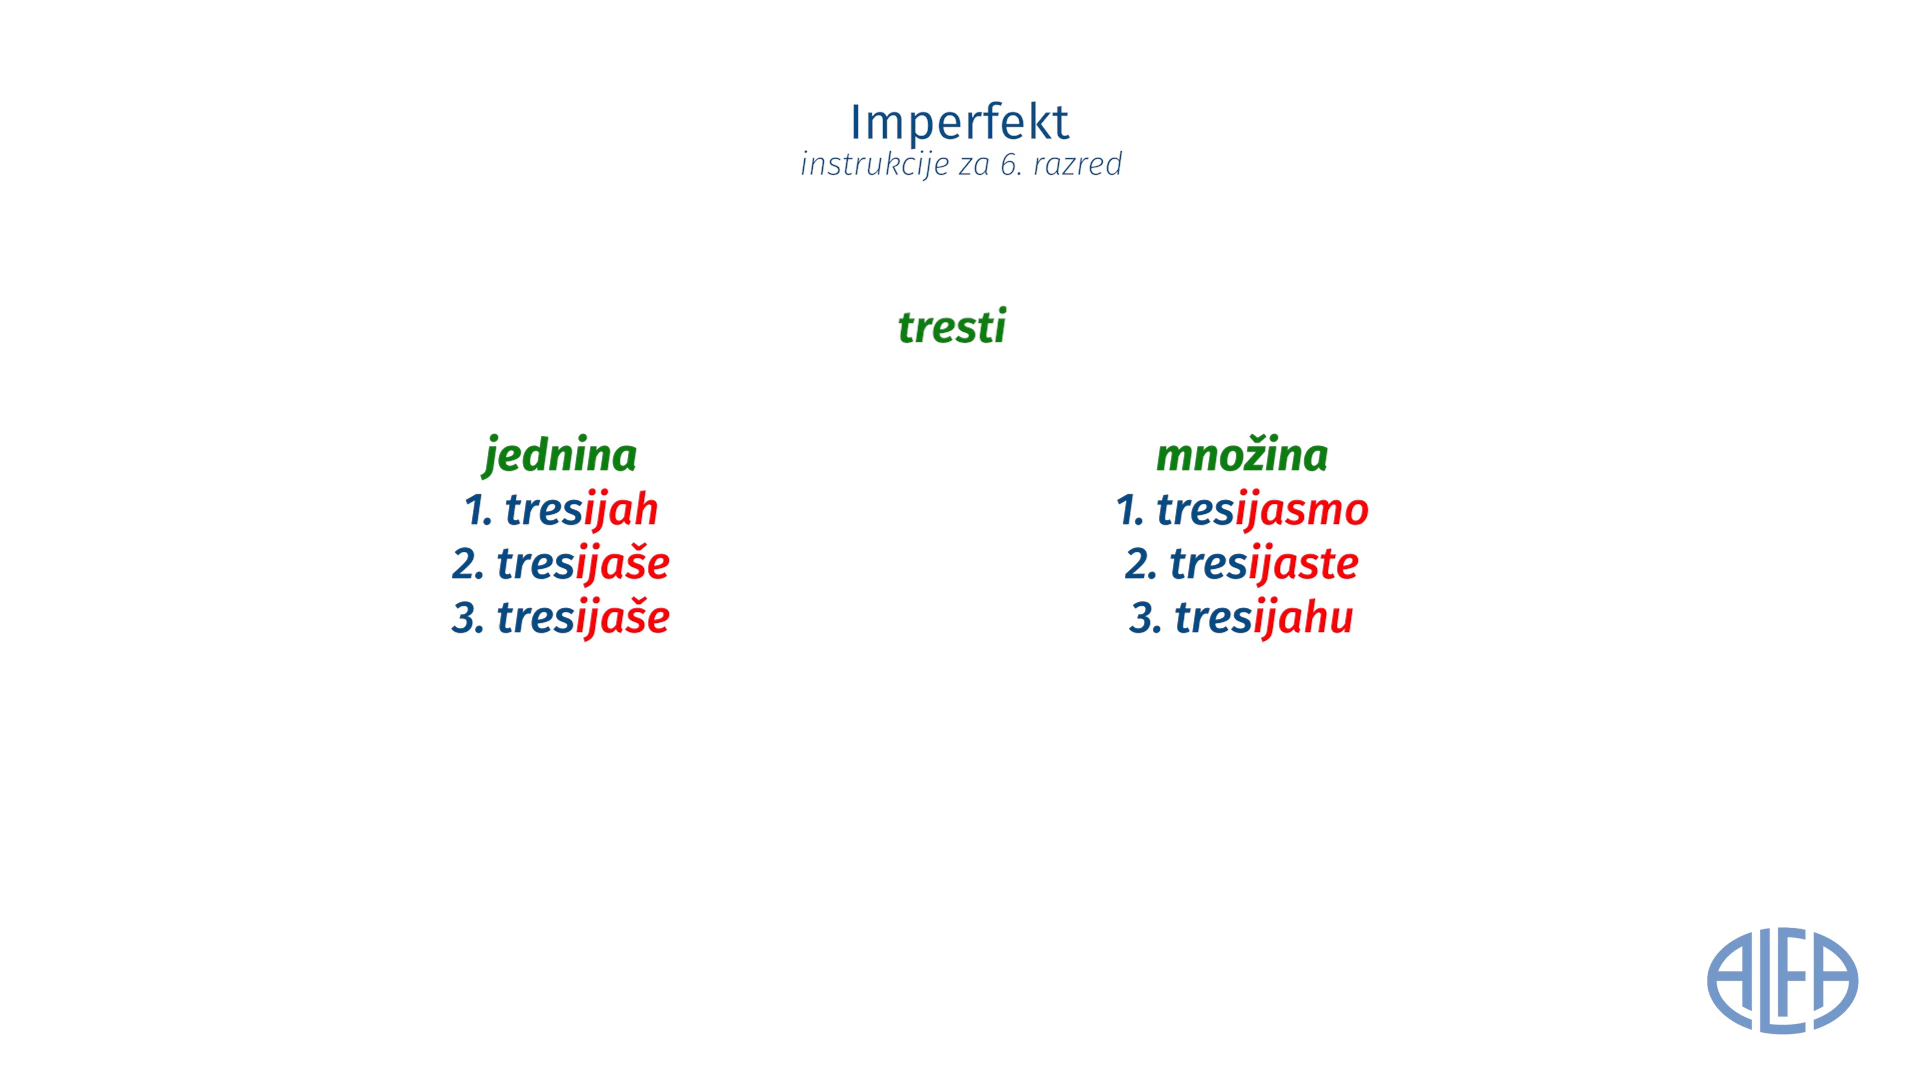 Imperfekt
instrukcije za 6. razred
tresti
jednina
1. tresijah
2. tresijaše
3. tresijaše
množina
1. tresijasmo
2. tresijaste
3. tresijahu
ALFA